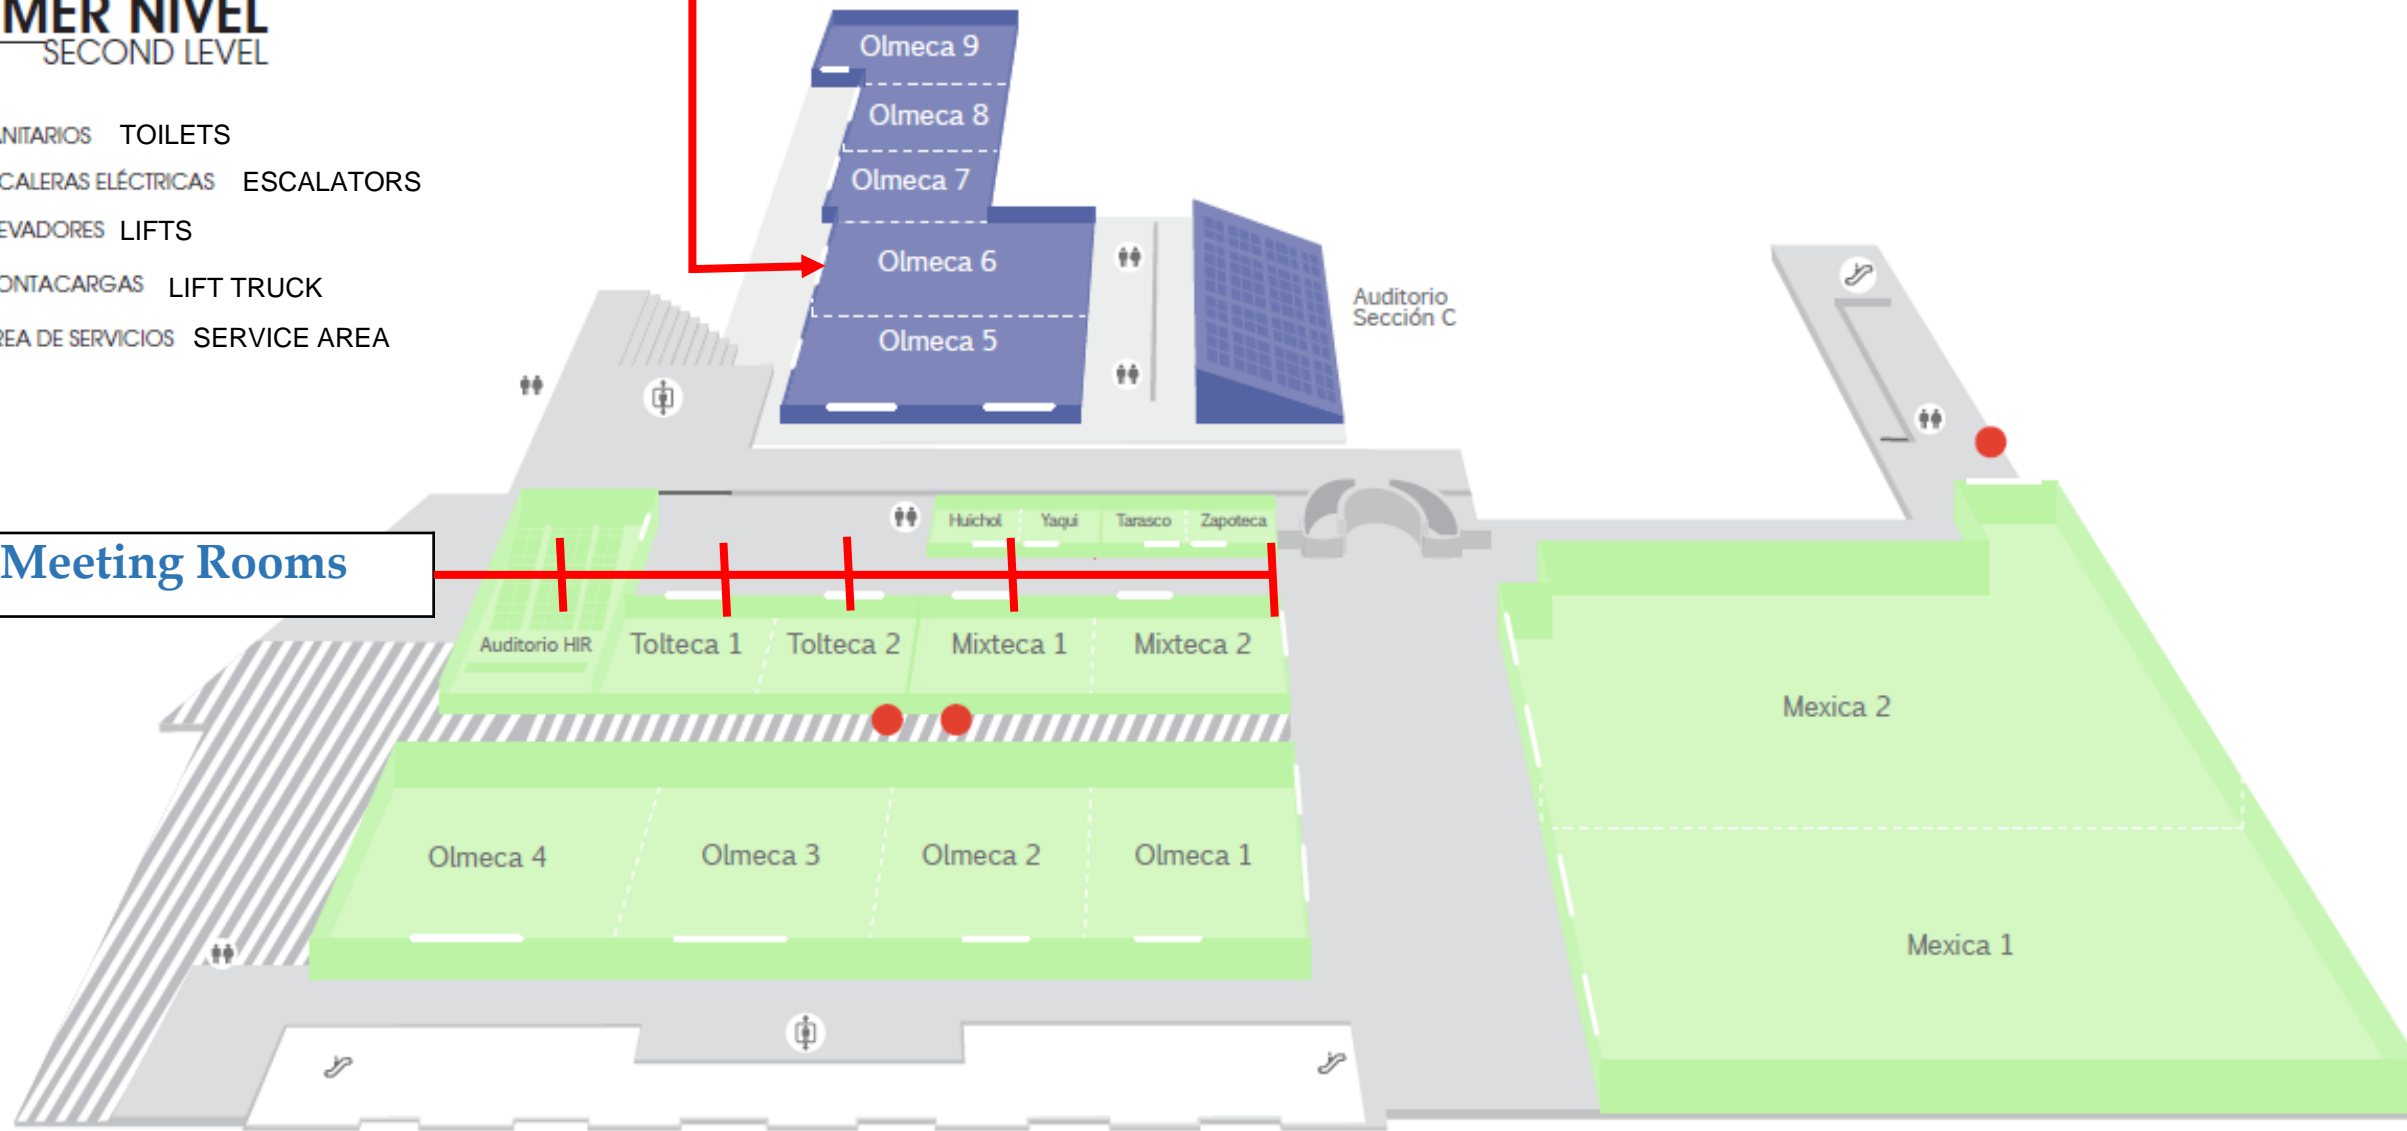 MER NIVEL
SECOND LEVEL
ANITARIOS TOILETS
CALERAS ELÉCTRICAS ESCALATORS
EVADORES LIFTS
ONTACARGAS LIFT TRUCK
REA DE SERVICIOS SERVICE AREA
Olmeca 9
Olmeca 8
Olmeca 7
Olmeca 6
Olmeca 5
Auditorio
Sección C
Huichol Yaqui Tarasco Zapoteca
Meeting Rooms
Auditorio HIR Tolteca 1 Tolteca 2 Mixteca 1 Mixteca 2
Mexica 2
Olmeca 4 Olmeca 3 Olmeca 2 Olmeca 1
Mexica 1